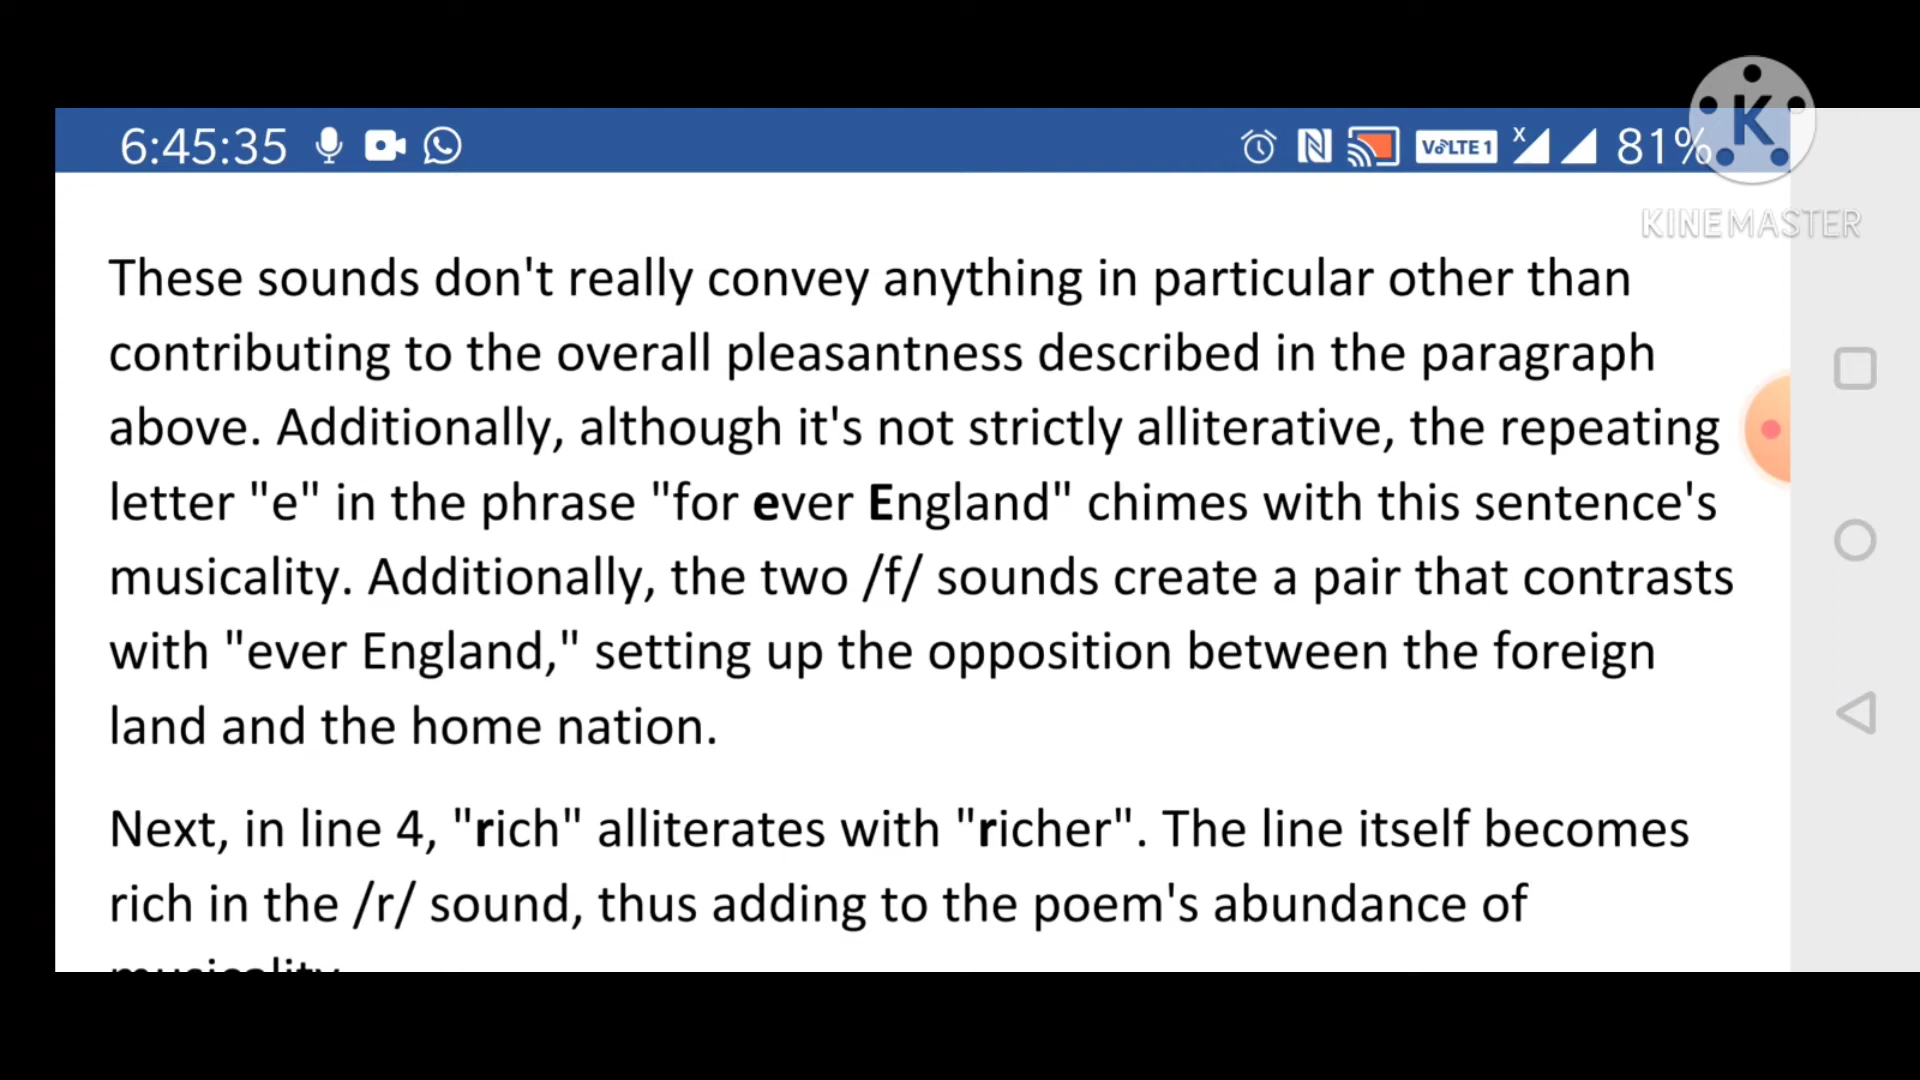 6:45:35 VoLTE 1 x 81%
K
KINEMASTER
These sounds don't really convey anything in particular other than
contributing to the overall pleasantness described in the paragraph
above. Additionally, although it's not strictly alliterative, the repeating
letter "e" in the phrase "for ever England" chimes with this sentence's
musicality. Additionally, the two /f/ sounds create a pair that contrasts
with "ever England," setting up the opposition between the foreign
land and the home nation.
Next, in line 4, "rich" alliterates with "richer". The line itself becomes
rich in the /r/ sound, thus adding to the poem's abundance of
musicality.